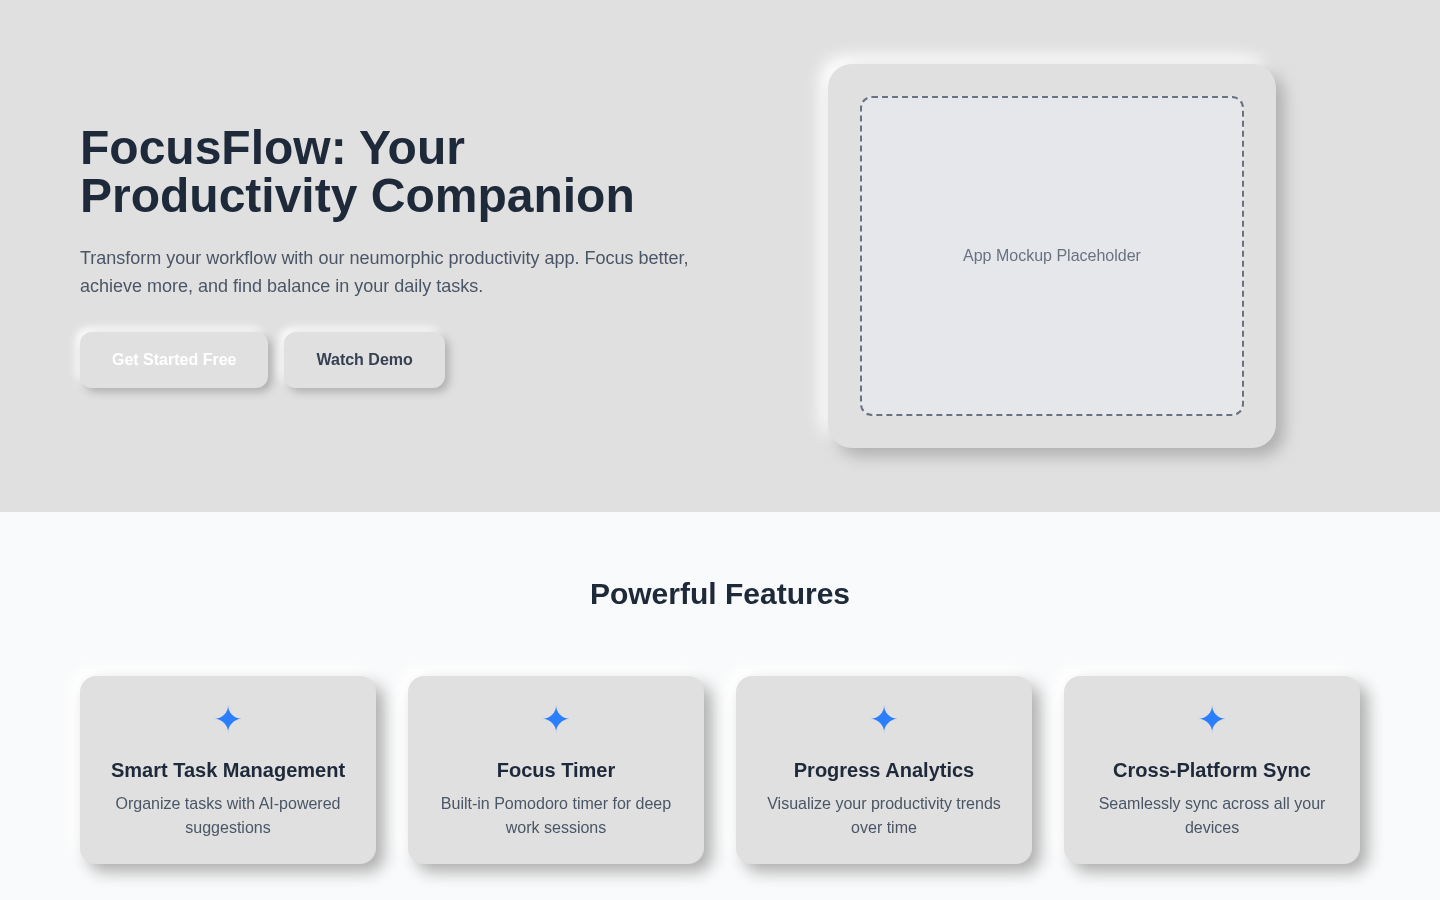 FocusFlow: Your
Productivity Companion
Transform your workflow with our neumorphic productivity app. Focus better,
achieve more, and find balance in your daily tasks.
Get Started Free
Watch Demo
App Mockup Placeholder
Powerful Features
Smart Task Management
Organize tasks with AI-powered
suggestions
Focus Timer
Built-in Pomodoro timer for deep
work sessions
Progress Analytics
Visualize your productivity trends
over time
Cross-Platform Sync
Seamlessly sync across all your
devices